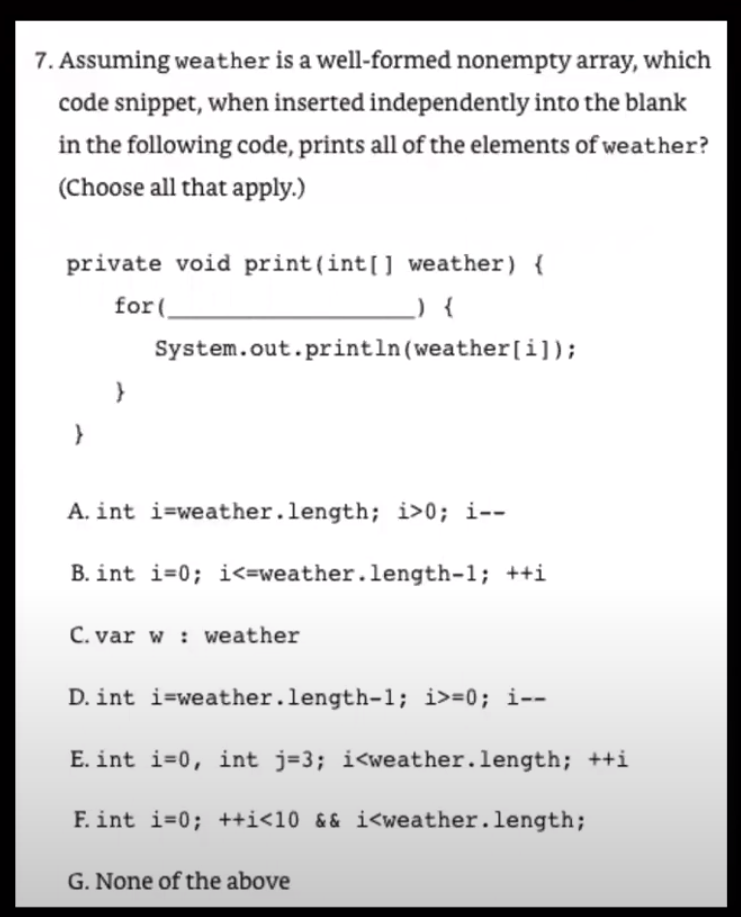 7. Assuming weather is a well-formed nonempty array, which
code snippet, when inserted independently into the blank
in the following code, prints all of the elements of weather?
(Choose all that apply.)
private void print(int[] weather) {
for(____________________) {
System.out.println(weather[i]);
}
}
A. int i=weather.length; i>0; i--
B. int i=0; i<=weather.length-1; ++i
C. var w : weather
D. int i=weather.length-1; i>=0; i--
E. int i=0, int j=3; i<weather.length; ++i
F. int i=0; ++i<10 && i<weather.length;
G. None of the above